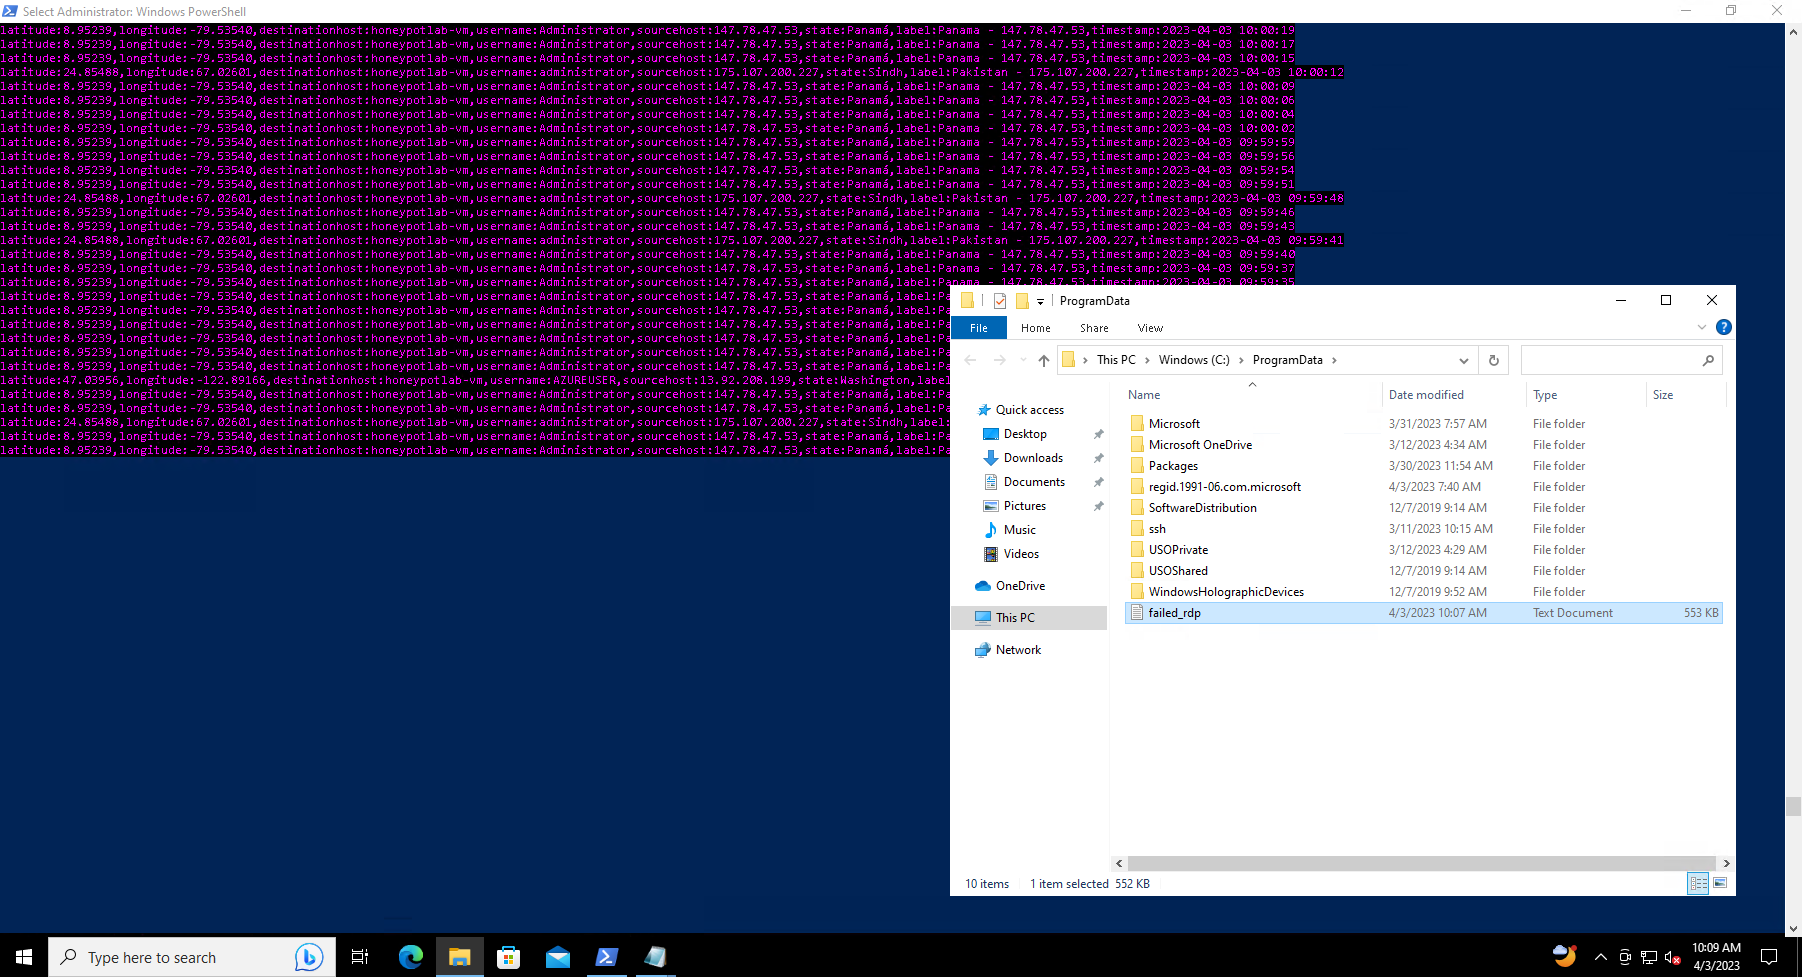 Select Administrator: Windows PowerShell
latitude:8.95239,longitude:-79.53540,destinationhost:honeypotlab-vm,username:Administrator,sourcehost:147.78.47.53,state:Panamá,label:Panama - 147.78.47.53,timestamp:2023-04-03 10:00:19
latitude:8.95239,longitude:-79.53540,destinationhost:honeypotlab-vm,username:Administrator,sourcehost:147.78.47.53,state:Panamá,label:Panama - 147.78.47.53,timestamp:2023-04-03 10:00:17
latitude:8.95239,longitude:-79.53540,destinationhost:honeypotlab-vm,username:Administrator,sourcehost:147.78.47.53,state:Panamá,label:Panama - 147.78.47.53,timestamp:2023-04-03 10:00:15
latitude:24.85488,longitude:67.02601,destinationhost:honeypotlab-vm,username:administrator,sourcehost:175.107.200.227,state:Sindh,label:Pakistan - 175.107.200.227,timestamp:2023-04-03 10:00:12
latitude:8.95239,longitude:-79.53540,destinationhost:honeypotlab-vm,username:Administrator,sourcehost:147.78.47.53,state:Panamá,label:Panama - 147.78.47.53,timestamp:2023-04-03 10:00:09
latitude:8.95239,longitude:-79.53540,destinationhost:honeypotlab-vm,username:Administrator,sourcehost:147.78.47.53,state:Panamá,label:Panama - 147.78.47.53,timestamp:2023-04-03 10:00:06
latitude:8.95239,longitude:-79.53540,destinationhost:honeypotlab-vm,username:Administrator,sourcehost:147.78.47.53,state:Panamá,label:Panama - 147.78.47.53,timestamp:2023-04-03 10:00:04
latitude:8.95239,longitude:-79.53540,destinationhost:honeypotlab-vm,username:Administrator,sourcehost:147.78.47.53,state:Panamá,label:Panama - 147.78.47.53,timestamp:2023-04-03 10:00:02
latitude:8.95239,longitude:-79.53540,destinationhost:honeypotlab-vm,username:Administrator,sourcehost:147.78.47.53,state:Panamá,label:Panama - 147.78.47.53,timestamp:2023-04-03 09:59:59
latitude:8.95239,longitude:-79.53540,destinationhost:honeypotlab-vm,username:Administrator,sourcehost:147.78.47.53,state:Panamá,label:Panama - 147.78.47.53,timestamp:2023-04-03 09:59:56
latitude:8.95239,longitude:-79.53540,destinationhost:honeypotlab-vm,username:Administrator,sourcehost:147.78.47.53,state:Panamá,label:Panama - 147.78.47.53,timestamp:2023-04-03 09:59:54
latitude:8.95239,longitude:-79.53540,destinationhost:honeypotlab-vm,username:Administrator,sourcehost:147.78.47.53,state:Panamá,label:Panama - 147.78.47.53,timestamp:2023-04-03 09:59:51
latitude:24.85488,longitude:67.02601,destinationhost:honeypotlab-vm,username:administrator,sourcehost:175.107.200.227,state:Sindh,label:Pakistan - 175.107.200.227,timestamp:2023-04-03 09:59:48
latitude:8.95239,longitude:-79.53540,destinationhost:honeypotlab-vm,username:Administrator,sourcehost:147.78.47.53,state:Panamá,label:Panama - 147.78.47.53,timestamp:2023-04-03 09:59:46
latitude:8.95239,longitude:-79.53540,destinationhost:honeypotlab-vm,username:Administrator,sourcehost:147.78.47.53,state:Panamá,label:Panama - 147.78.47.53,timestamp:2023-04-03 09:59:43
latitude:24.85488,longitude:67.02601,destinationhost:honeypotlab-vm,username:administrator,sourcehost:175.107.200.227,state:Sindh,label:Pakistan - 175.107.200.227,timestamp:2023-04-03 09:59:41
latitude:8.95239,longitude:-79.53540,destinationhost:honeypotlab-vm,username:Administrator,sourcehost:147.78.47.53,state:Panamá,label:Panama - 147.78.47.53,timestamp:2023-04-03 09:59:40
latitude:8.95239,longitude:-79.53540,destinationhost:honeypotlab-vm,username:Administrator,sourcehost:147.78.47.53,state:Panamá,label:Panama - 147.78.47.53,timestamp:2023-04-03 09:59:37
latitude:8.95239,longitude:-79.53540,destinationhost:honeypotlab-vm,username:Administrator,sourcehost:147.78.47.53,state:Panamá,label:Panama - 147.78.47.53,timestamp:2023-04-03 09:59:35
latitude:8.95239,longitude:-79.53540,destinationhost:honeypotlab-vm,username:Administrator,sourcehost:147.78.47.53,state:Panamá,label:Pa
latitude:8.95239,longitude:-79.53540,destinationhost:honeypotlab-vm,username:Administrator,sourcehost:147.78.47.53,state:Panamá,label:Pa
latitude:8.95239,longitude:-79.53540,destinationhost:honeypotlab-vm,username:Administrator,sourcehost:147.78.47.53,state:Panamá,label:Pa
latitude:8.95239,longitude:-79.53540,destinationhost:honeypotlab-vm,username:Administrator,sourcehost:147.78.47.53,state:Panamá,label:Pa
latitude:8.95239,longitude:-79.53540,destinationhost:honeypotlab-vm,username:Administrator,sourcehost:147.78.47.53,state:Panamá,label:Pa
latitude:8.95239,longitude:-79.53540,destinationhost:honeypotlab-vm,username:Administrator,sourcehost:147.78.47.53,state:Panamá,label:Pa
latitude:47.03956,longitude:-122.89166,destinationhost:honeypotlab-vm,username:AZUREUSER,sourcehost:13.92.208.199,state:Washington,label
latitude:8.95239,longitude:-79.53540,destinationhost:honeypotlab-vm,username:Administrator,sourcehost:147.78.47.53,state:Panamá,label:Pa
latitude:8.95239,longitude:-79.53540,destinationhost:honeypotlab-vm,username:Administrator,sourcehost:147.78.47.53,state:Panamá,label:Pa
latitude:24.85488,longitude:67.02601,destinationhost:honeypotlab-vm,username:administrator,sourcehost:175.107.200.227,state:Sindh,label:
latitude:8.95239,longitude:-79.53540,destinationhost:honeypotlab-vm,username:Administrator,sourcehost:147.78.47.53,state:Panamá,label:Pa
latitude:8.95239,longitude:-79.53540,destinationhost:honeypotlab-vm,username:Administrator,sourcehost:147.78.47.53,state:Panamá,label:Pa
ProgramData
File Home Share View
This PC Windows (C:) ProgramData
Quick access
Desktop
Downloads
Documents
Pictures
Music
Videos
OneDrive
This PC
Network
Name Date modified Type Size
Microsoft 3/31/2023 7:57 AM File folder
Microsoft OneDrive 3/12/2023 4:34 AM File folder
Packages 3/30/2023 11:54 AM File folder
regid.1991-06.com.microsoft 4/3/2023 7:40 AM File folder
SoftwareDistribution 12/7/2019 9:14 AM File folder
ssh 3/11/2023 10:15 AM File folder
USOPrivate 3/12/2023 4:29 AM File folder
USOShared 12/7/2019 9:14 AM File folder
WindowsHolographicDevices 12/7/2019 9:52 AM File folder
failed_rdp 4/3/2023 10:07 AM Text Document 553 KB
10 items 1 item selected 552 KB
Type here to search
10:09 AM
4/3/2023